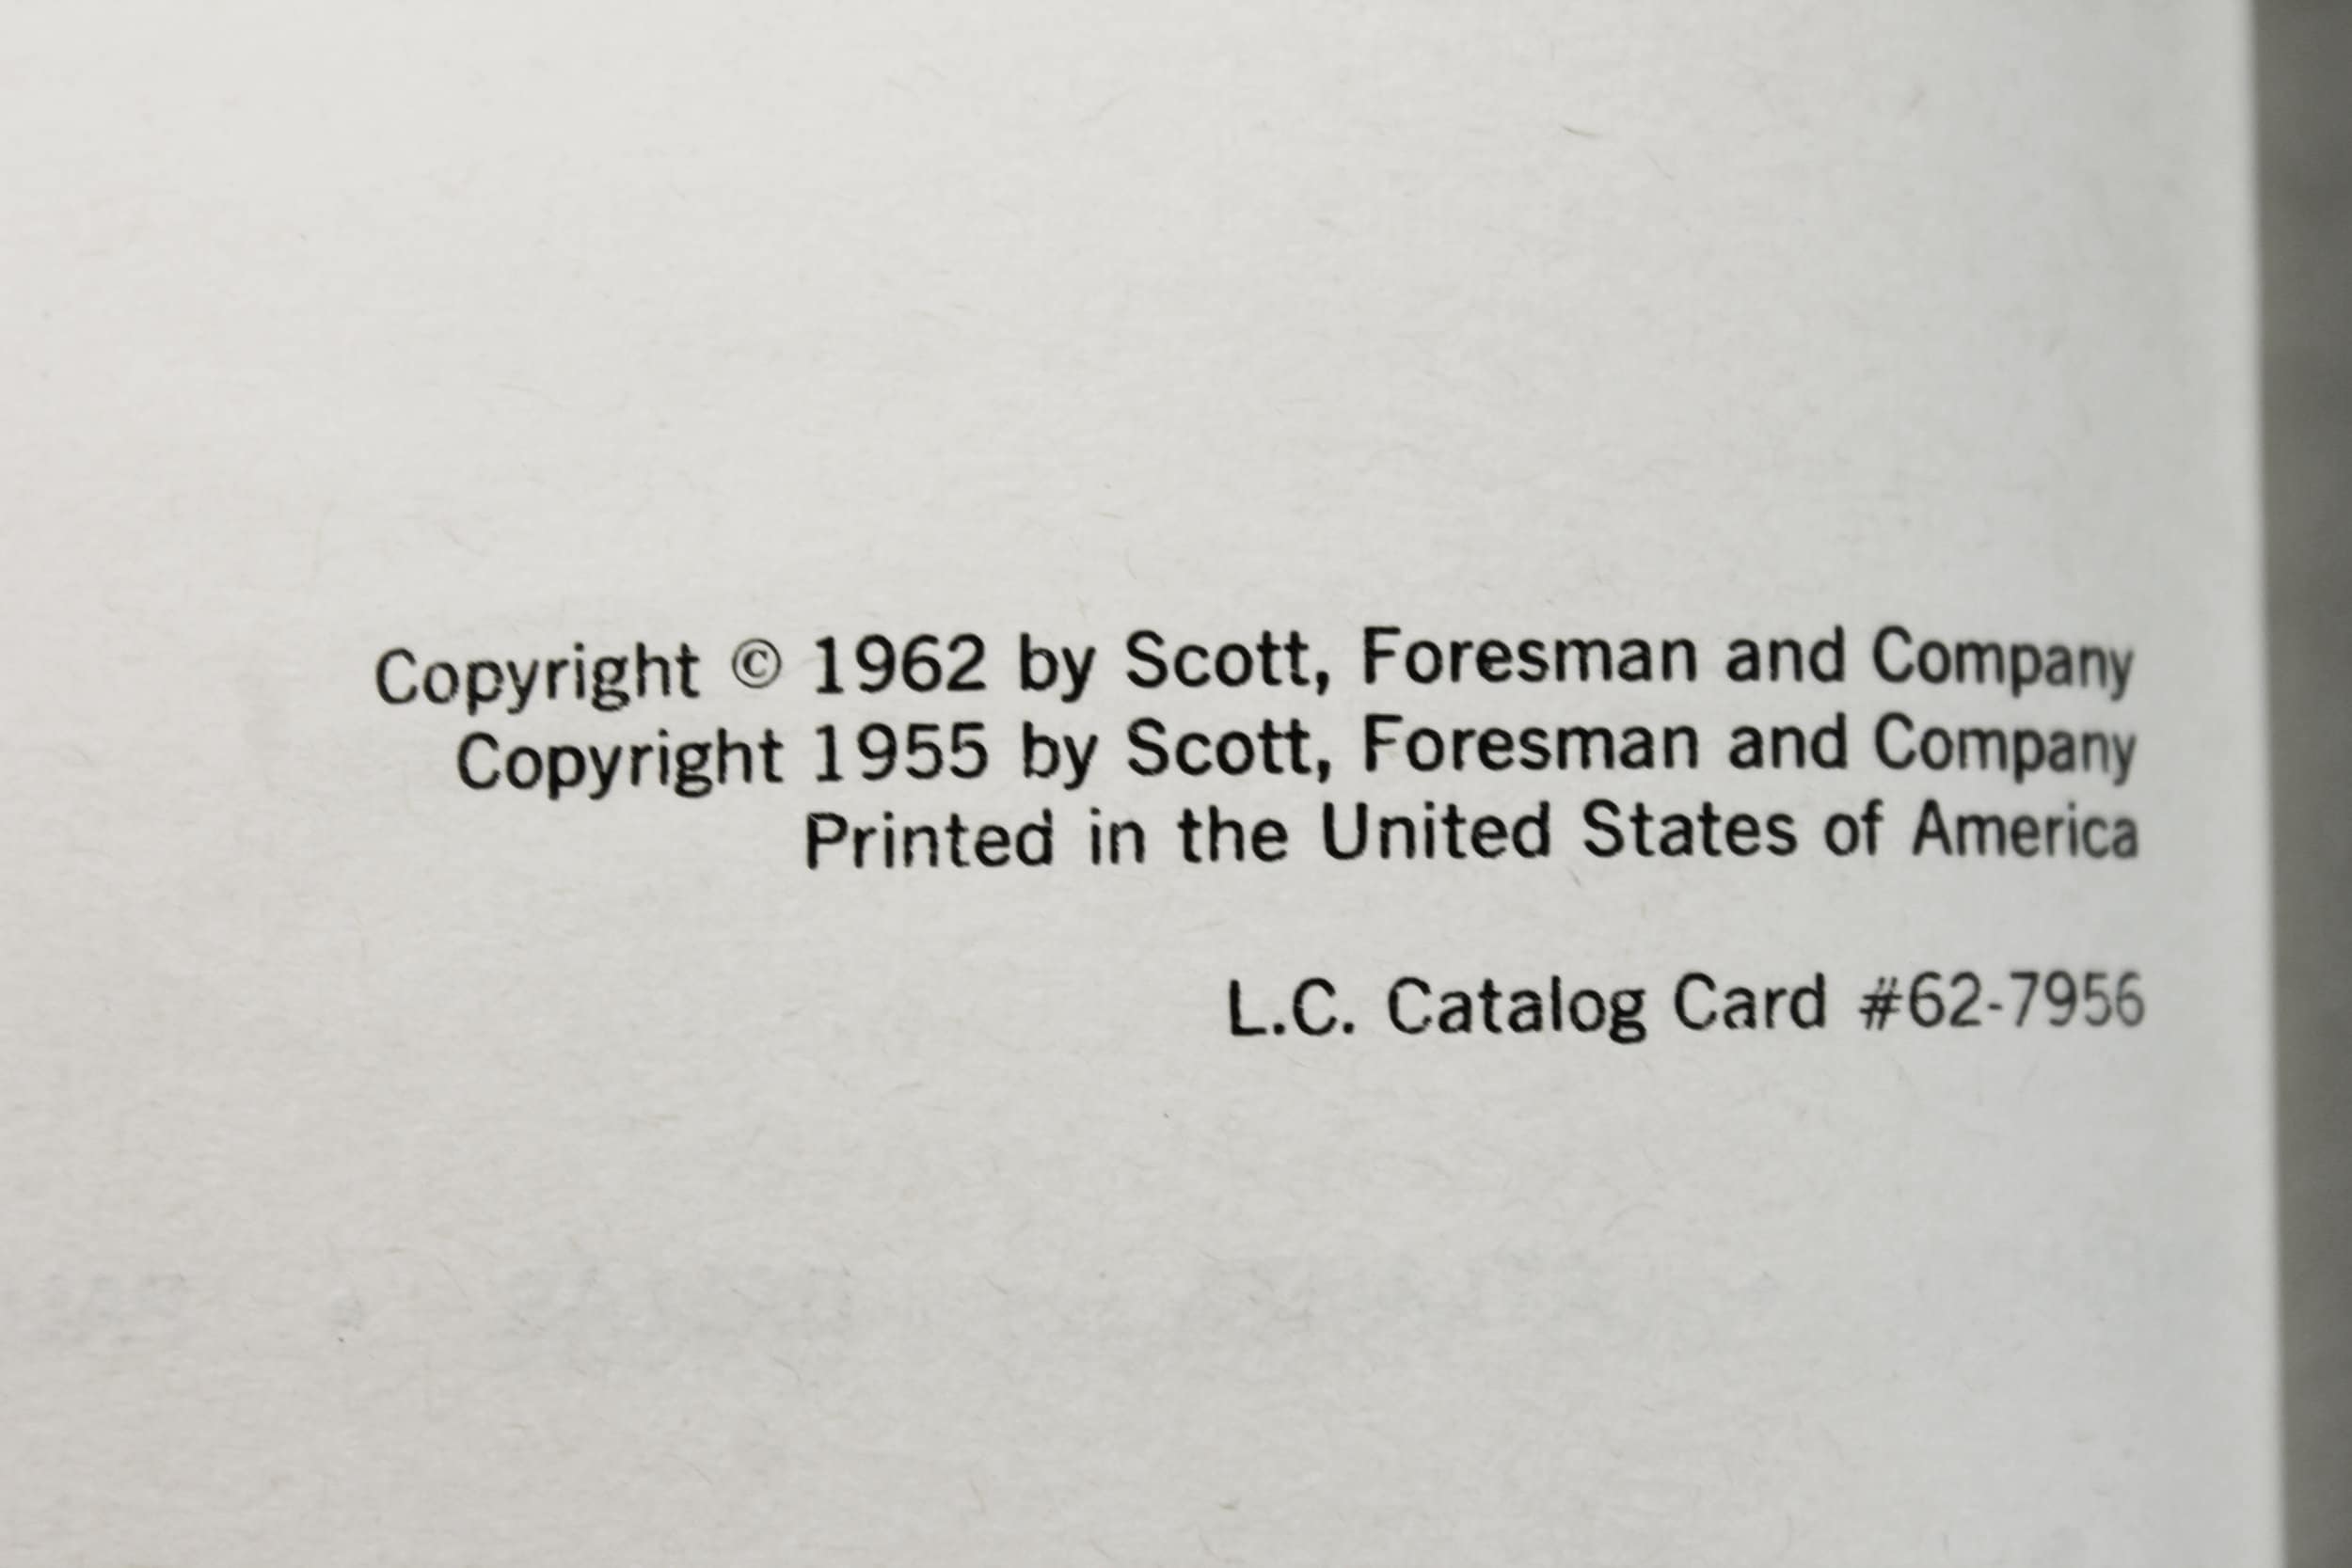 Copyright © 1962 by Scott, Foresman and Company
Copyright 1955 by Scott, Foresman and Company
Printed in the United States of America
L.C. Catalog Card #62-7956